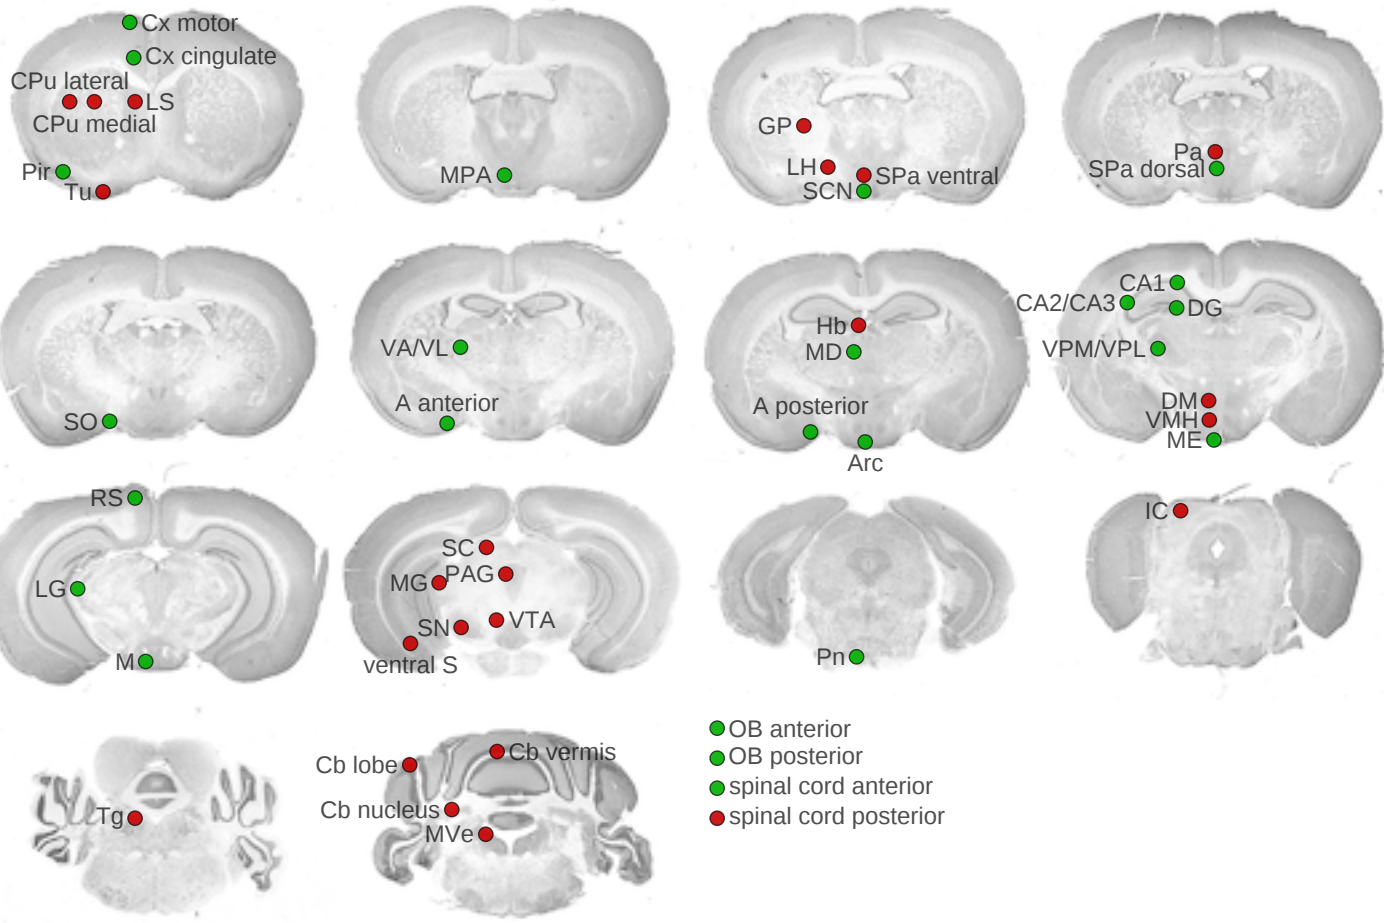 Cx motor
Cx cingulate
CPu lateral
LS
CPu medial
Pir
Tu
MPA
GP
LH
SPa ventral
SCN
Pa
SPa dorsal
SO
VA/VL
A anterior
Hb
MD
A posterior
Arc
CA1
CA2/CA3
DG
VPM/VPL
DM
VMH
ME
RS
LG
M
SC
MG
PAG
SN
VTA
ventral S
Pn
IC
Tg
Cb lobe
Cb vermis
Cb nucleus
MVe
OB anterior
OB posterior
spinal cord anterior
spinal cord posterior